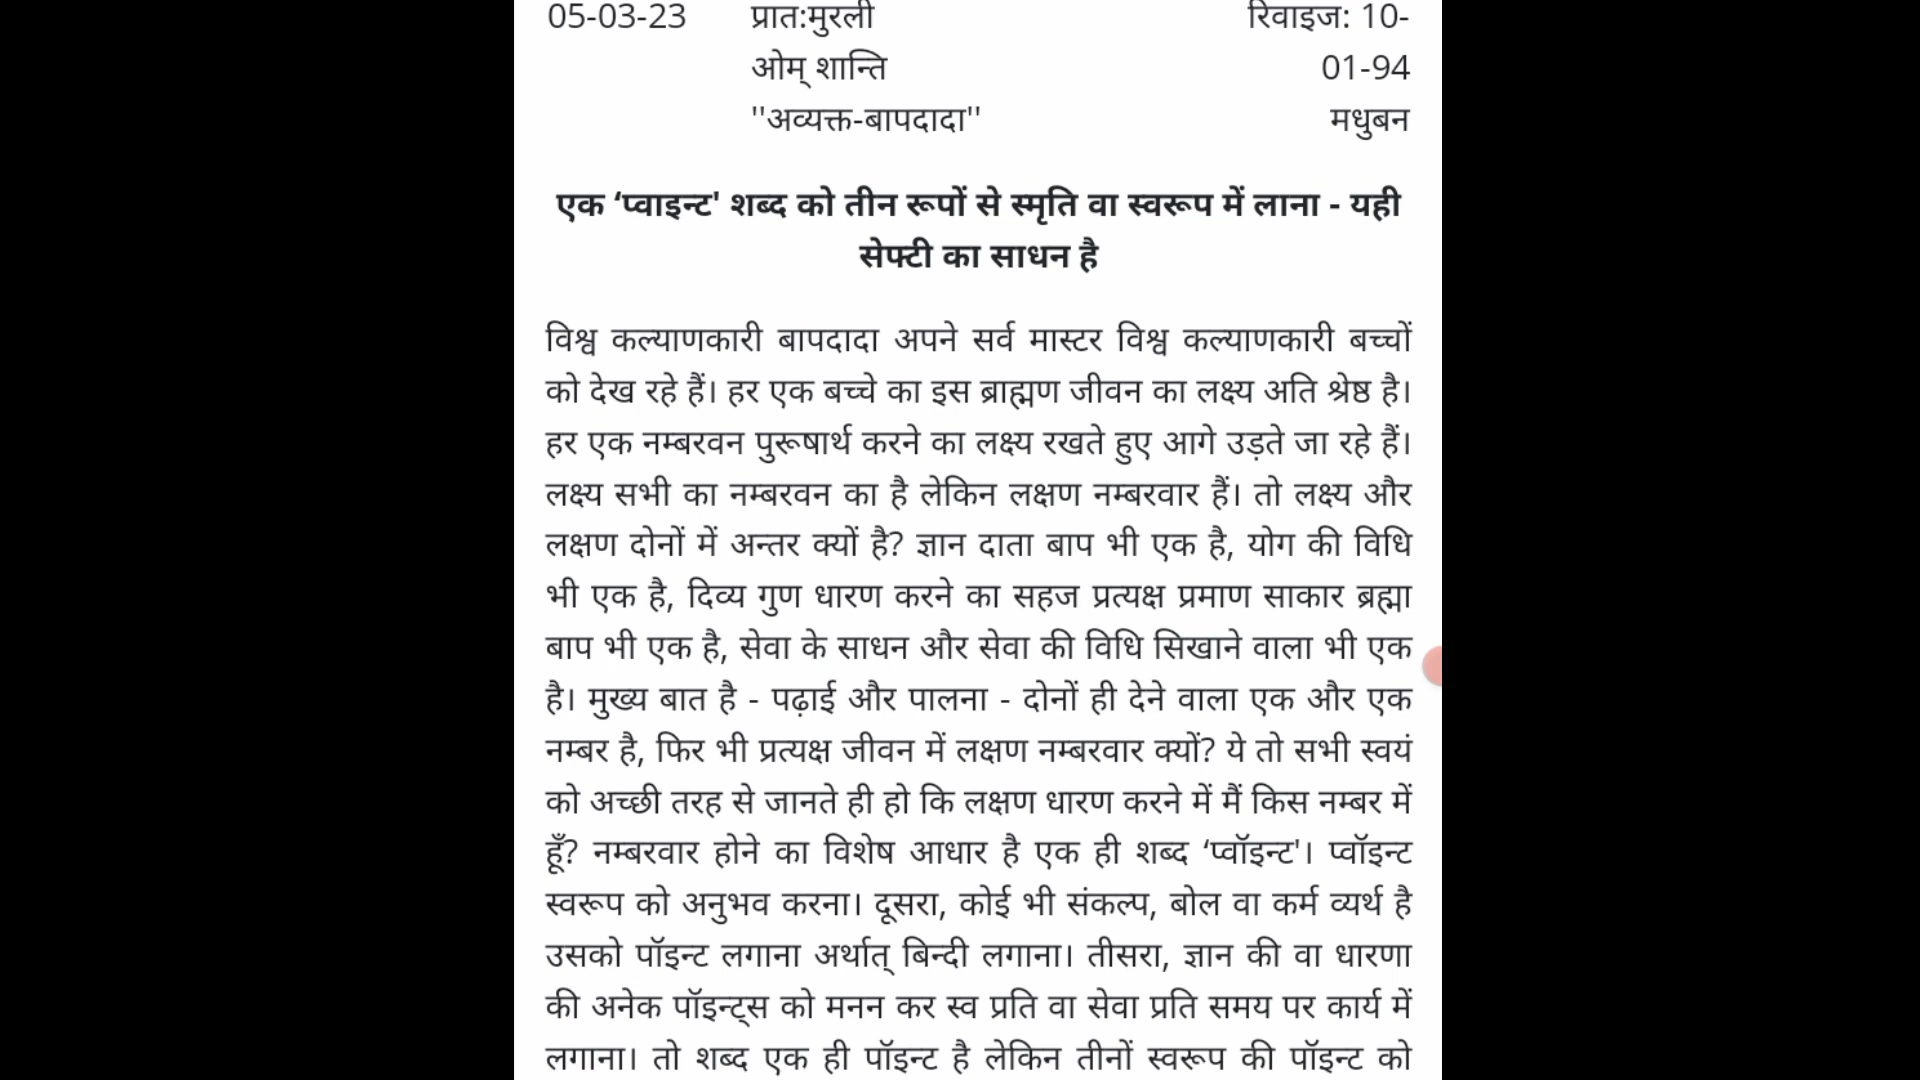 05-03-23 प्रात:मुरली रिवाइज: 10-
ओम् शान्ति 01-94
''अव्यक्त-बापदादा'' मधुबन
एक ‘प्वाइन्ट' शब्द को तीन रूपों से स्मृति वा स्वरूप में लाना - यही
सेफ्टी का साधन है
विश्व कल्याणकारी बापदादा अपने सर्व मास्टर विश्व कल्याणकारी बच्चों
को देख रहे हैं। हर एक बच्चे का इस ब्राह्मण जीवन का लक्ष्य अति श्रेष्ठ है।
हर एक नम्बरवन पुरूषार्थ करने का लक्ष्य रखते हुए आगे उड़ते जा रहे हैं।
लक्ष्य सभी का नम्बरवन का है लेकिन लक्षण नम्बरवार हैं। तो लक्ष्य और
लक्षण दोनों में अन्तर क्यों है? ज्ञान दाता बाप भी एक है, योग की विधि
भी एक है, दिव्य गुण धारण करने का सहज प्रत्यक्ष प्रमाण साकार ब्रह्मा
बाप भी एक है, सेवा के साधन और सेवा की विधि सिखाने वाला भी एक
है। मुख्य बात है - पढ़ाई और पालना - दोनों ही देने वाला एक और एक
नम्बर है, फिर भी प्रत्यक्ष जीवन में लक्षण नम्बरवार क्यों? ये तो सभी स्वयं
को अच्छी तरह से जानते ही हो कि लक्षण धारण करने में मैं किस नम्बर में
हूँ? नम्बरवार होने का विशेष आधार है एक ही शब्द ‘प्वॉइन्ट'। प्वॉइन्ट
स्वरूप को अनुभव करना। दूसरा, कोई भी संकल्प, बोल वा कर्म व्यर्थ है
उसको पॉइन्ट लगाना अर्थात् बिन्दी लगाना। तीसरा, ज्ञान की वा धारणा
की अनेक पॉइन्ट्स को मनन कर स्व प्रति वा सेवा प्रति समय पर कार्य में
लगाना। तो शब्द एक ही पॉइन्ट है लेकिन तीनों स्वरूप की पॉइन्ट को